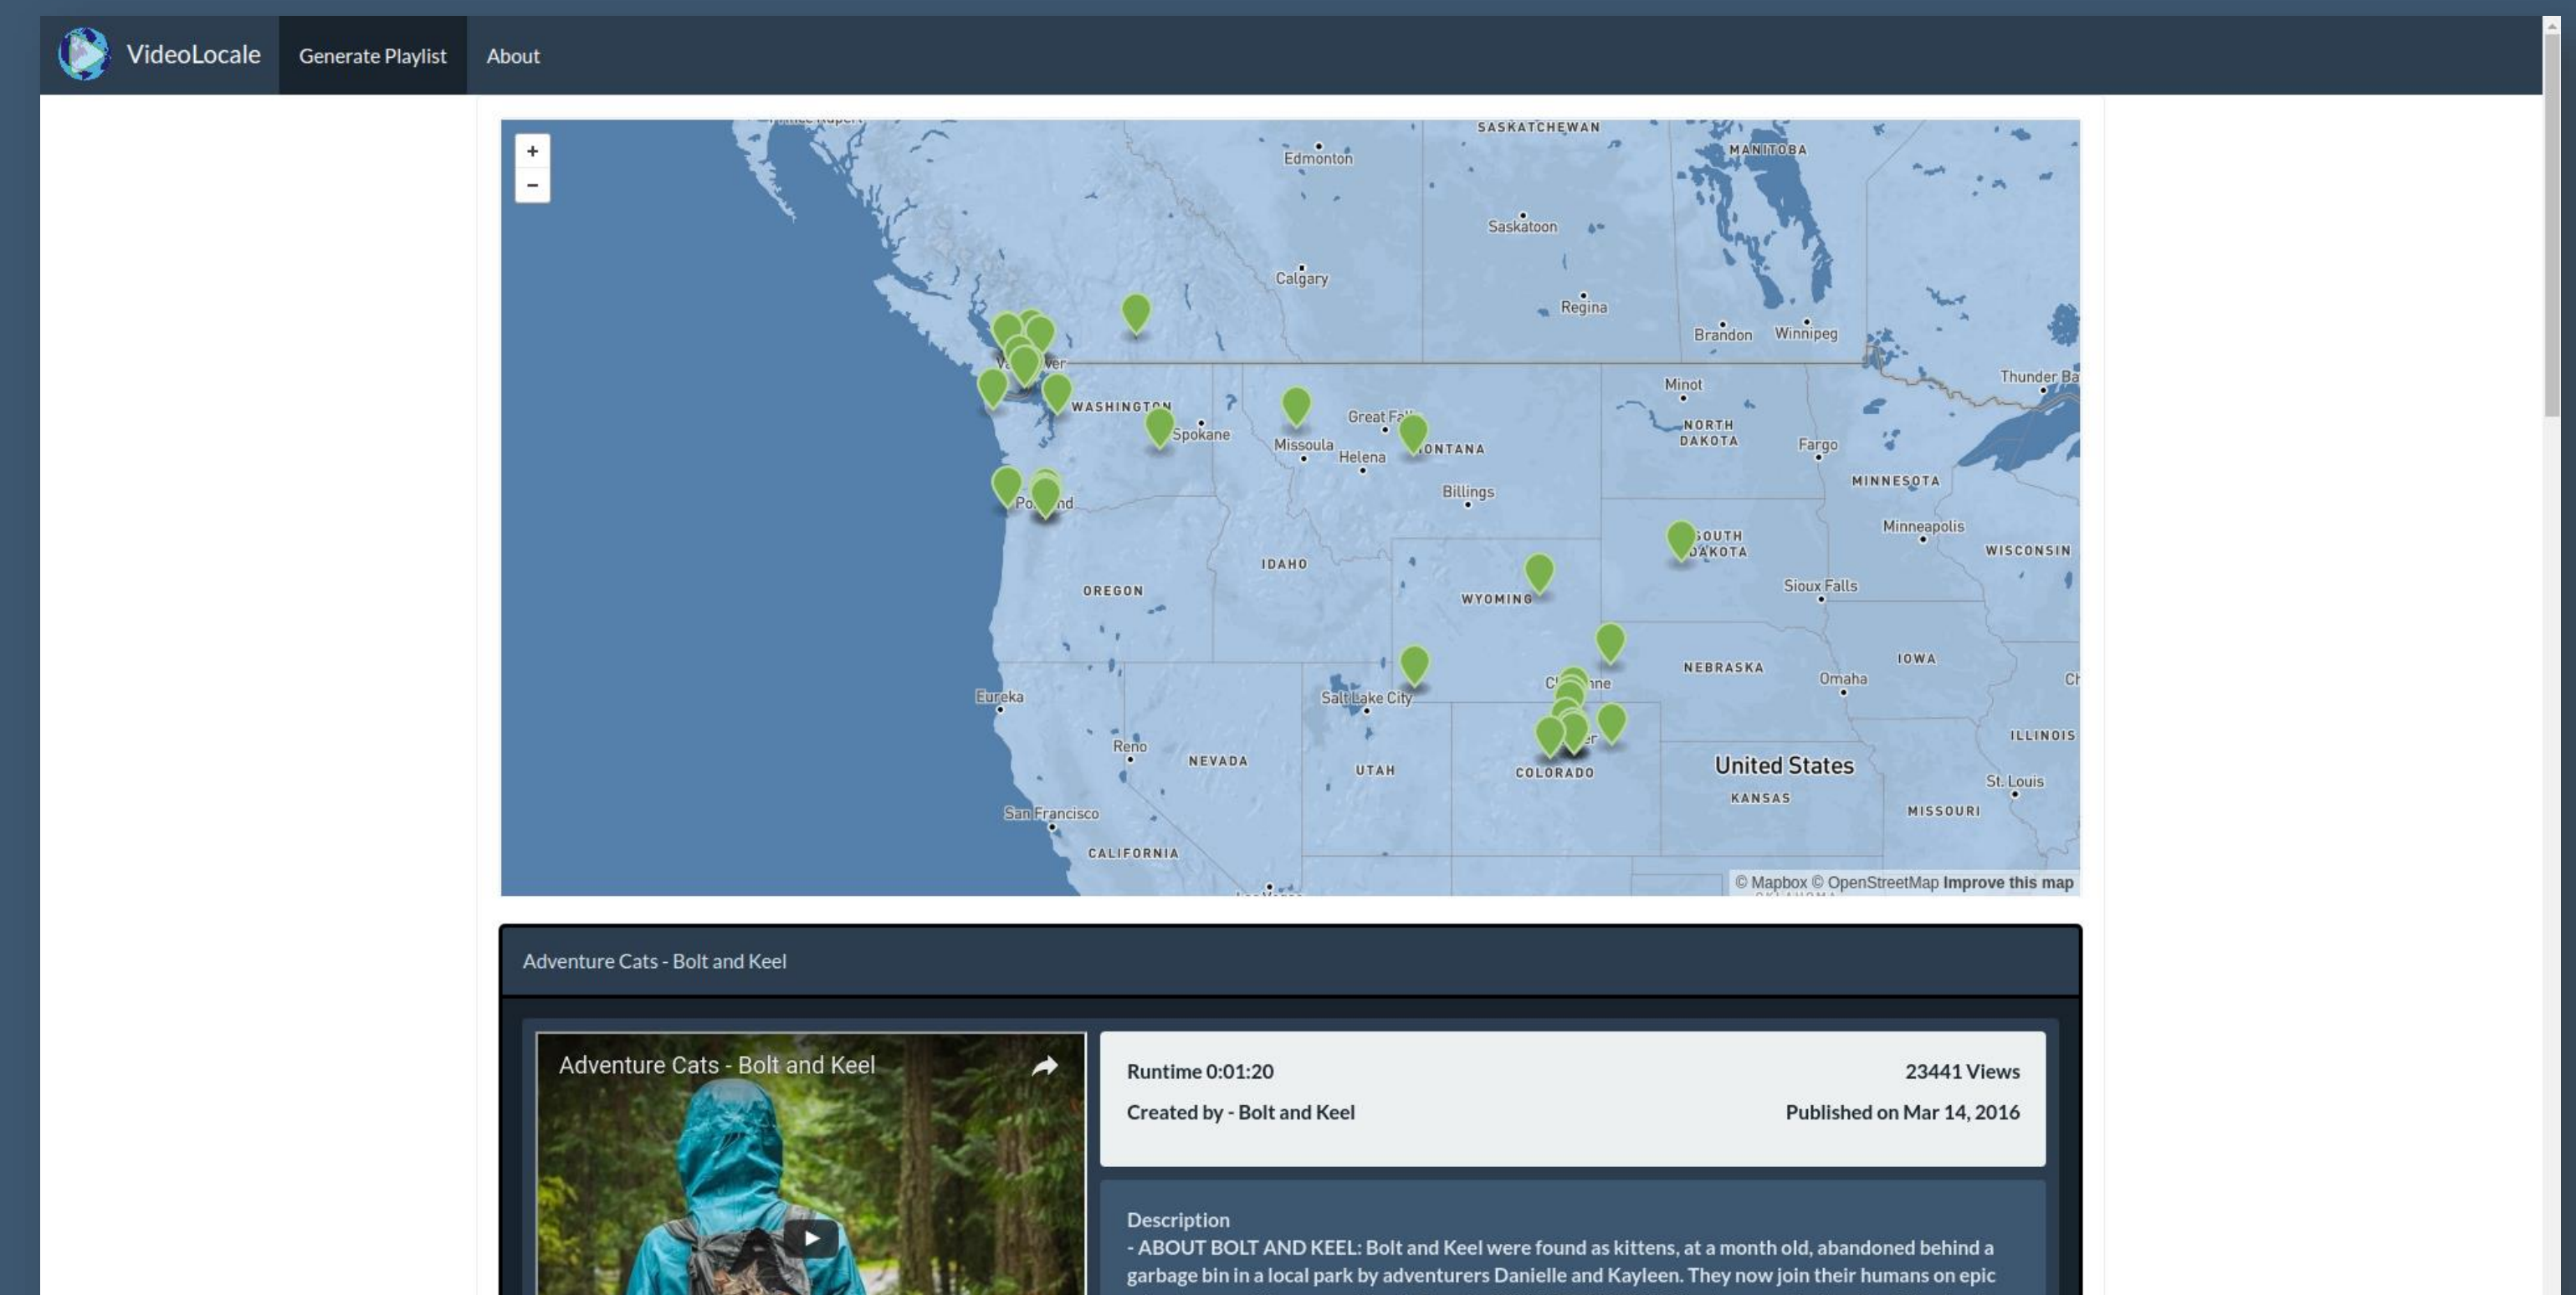 VideoLocale
Generate Playlist
About
+
−
SASKATCHEWAN
MANITOBA
Edmonton
Saskatoon
Calgary
Regina
Brandon
Winnipeg
Thunder Ba
WASHINGTON
Spokane
Minot
Great Fal
Missoula
Helena
ONTANA
NORTH
DAKOTA
Fargo
MINNESOTA
Billings
Minneapolis
SOUTH
DAKOTA
WISCONSIN
IDAHO
OREGON
WYOMING
Sioux Falls
IOWA
NEBRASKA
Omaha
Eureka
Salt Lake City
Reno
NEVADA
UTAH
COLORADO
United States
ILLINOIS
KANSAS
St. Louis
MISSOURI
San Francisco
CALIFORNIA
© Mapbox © OpenStreetMap Improve this map
Adventure Cats - Bolt and Keel
Adventure Cats - Bolt and Keel
Runtime 0:01:20
23441 Views
Created by - Bolt and Keel
Published on Mar 14, 2016
Description
- ABOUT BOLT AND KEEL: Bolt and Keel were found as kittens, at a month old, abandoned behind a
garbage bin in a local park by adventurers Danielle and Kayleen. They now join their humans on epic